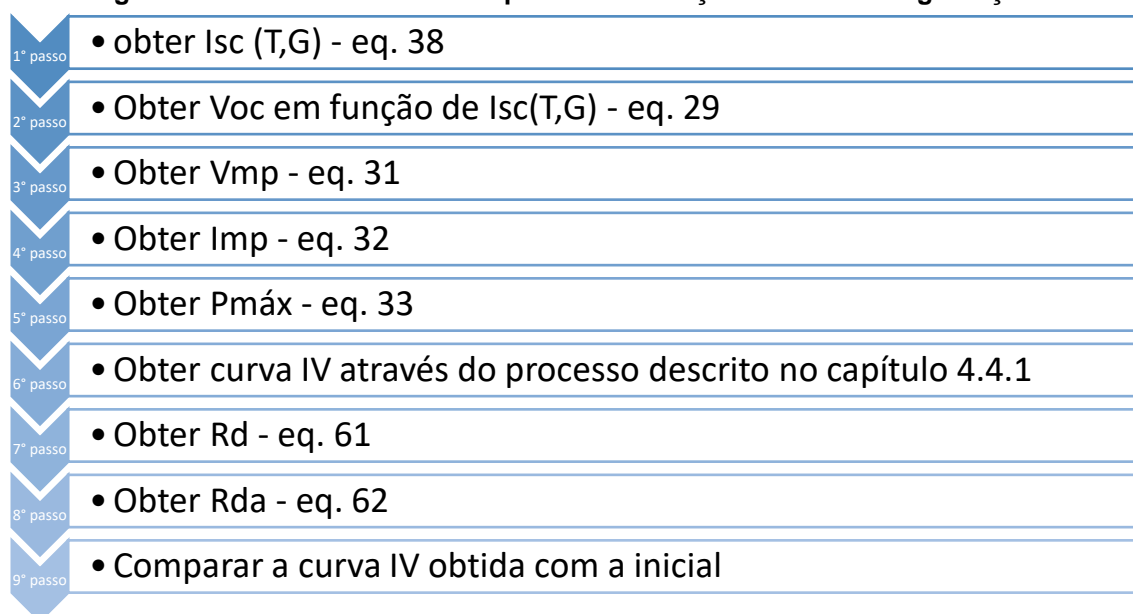 1° passo
• obter Isc (T,G) - eq. 38
2° passo
• Obter Voc em função de Isc(T,G) - eq. 29
3° passo
• Obter Vmp - eq. 31
4° passo
• Obter Imp - eq. 32
5° passo
• Obter Pmáx - eq. 33
6° passo
• Obter curva IV através do processo descrito no capítulo 4.4.1
7° passo
• Obter Rd - eq. 61
8° passo
• Obter Rda - eq. 62
9° passo
• Comparar a curva IV obtida com a inicial